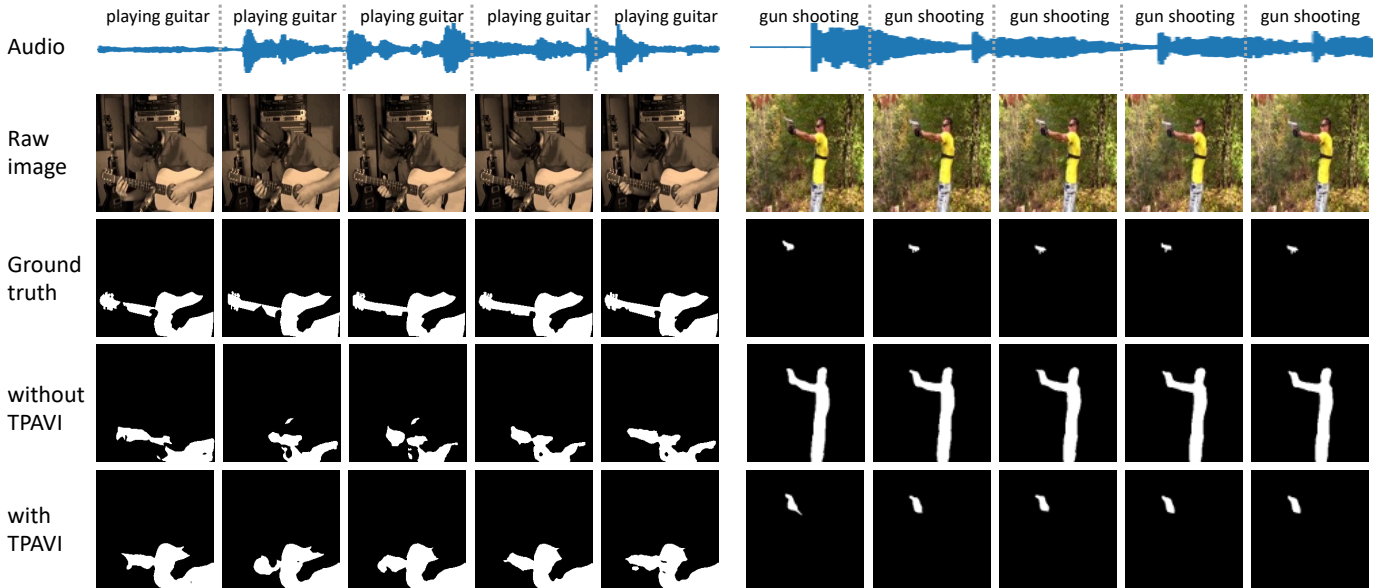 playing guitar playing guitar playing guitar playing guitar playing guitar gun shooting gun shooting gun shooting gun shooting gun shooting
Audio
Raw
image
Ground
truth
without
TPAVI
with
TPAVI